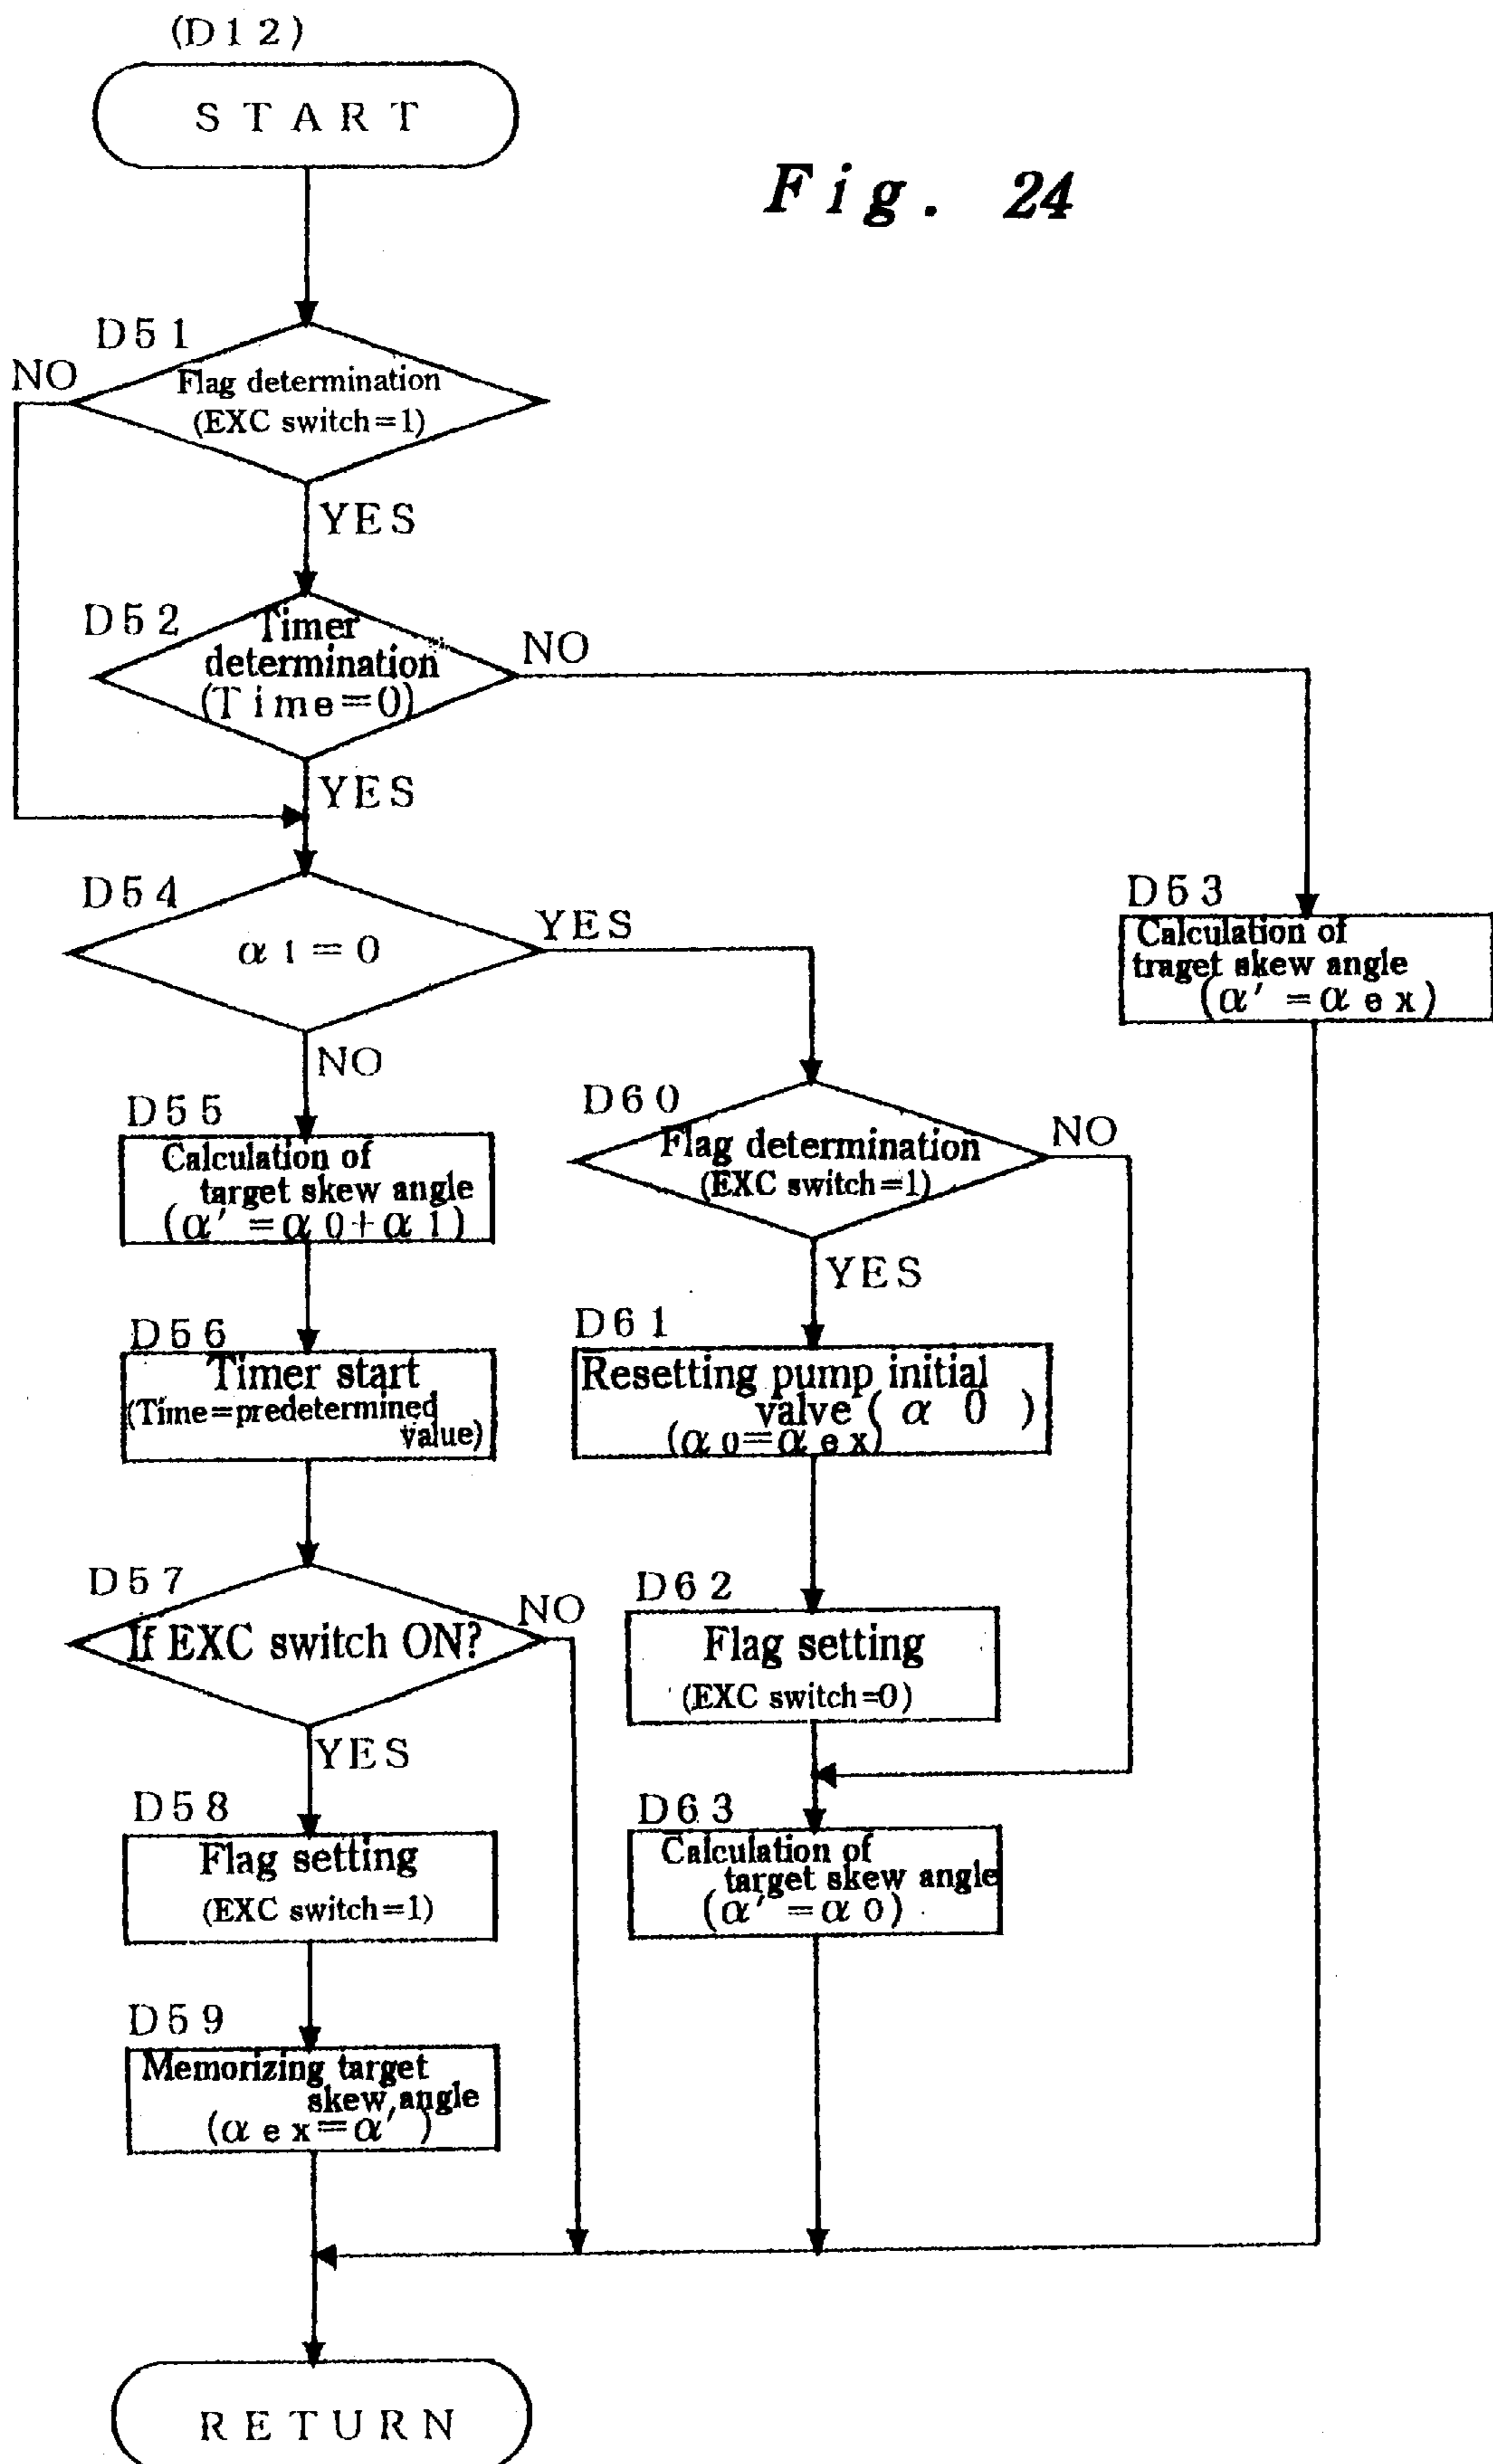 (D12)
START
Fig. 24
D51
NO
Flag determination
(EXC switch=1)
YES
D52
Timer
determination
(Time=0)
NO
YES
D54
α1=0
YES
NO
D53
Calculation of
traget skew angle
(α'=αex)
D55
Calculation of
target skew angle
(α'=α0+α1)
D60
Flag determination
(EXC switch=1)
NO
YES
D56
Timer start
(Time=predetermined
value)
D61
Resetting pump initial
valve(α0)
(α0=αex)
D57
If EXC switch ON?
NO
YES
D62
Flag setting
(EXC switch=0)
D58
Flag setting
(EXC switch=1)
D63
Calculation of
target skew angle
(α'=α0)
D59
Memorizing target
skew angle
(αex=α')
RETURN